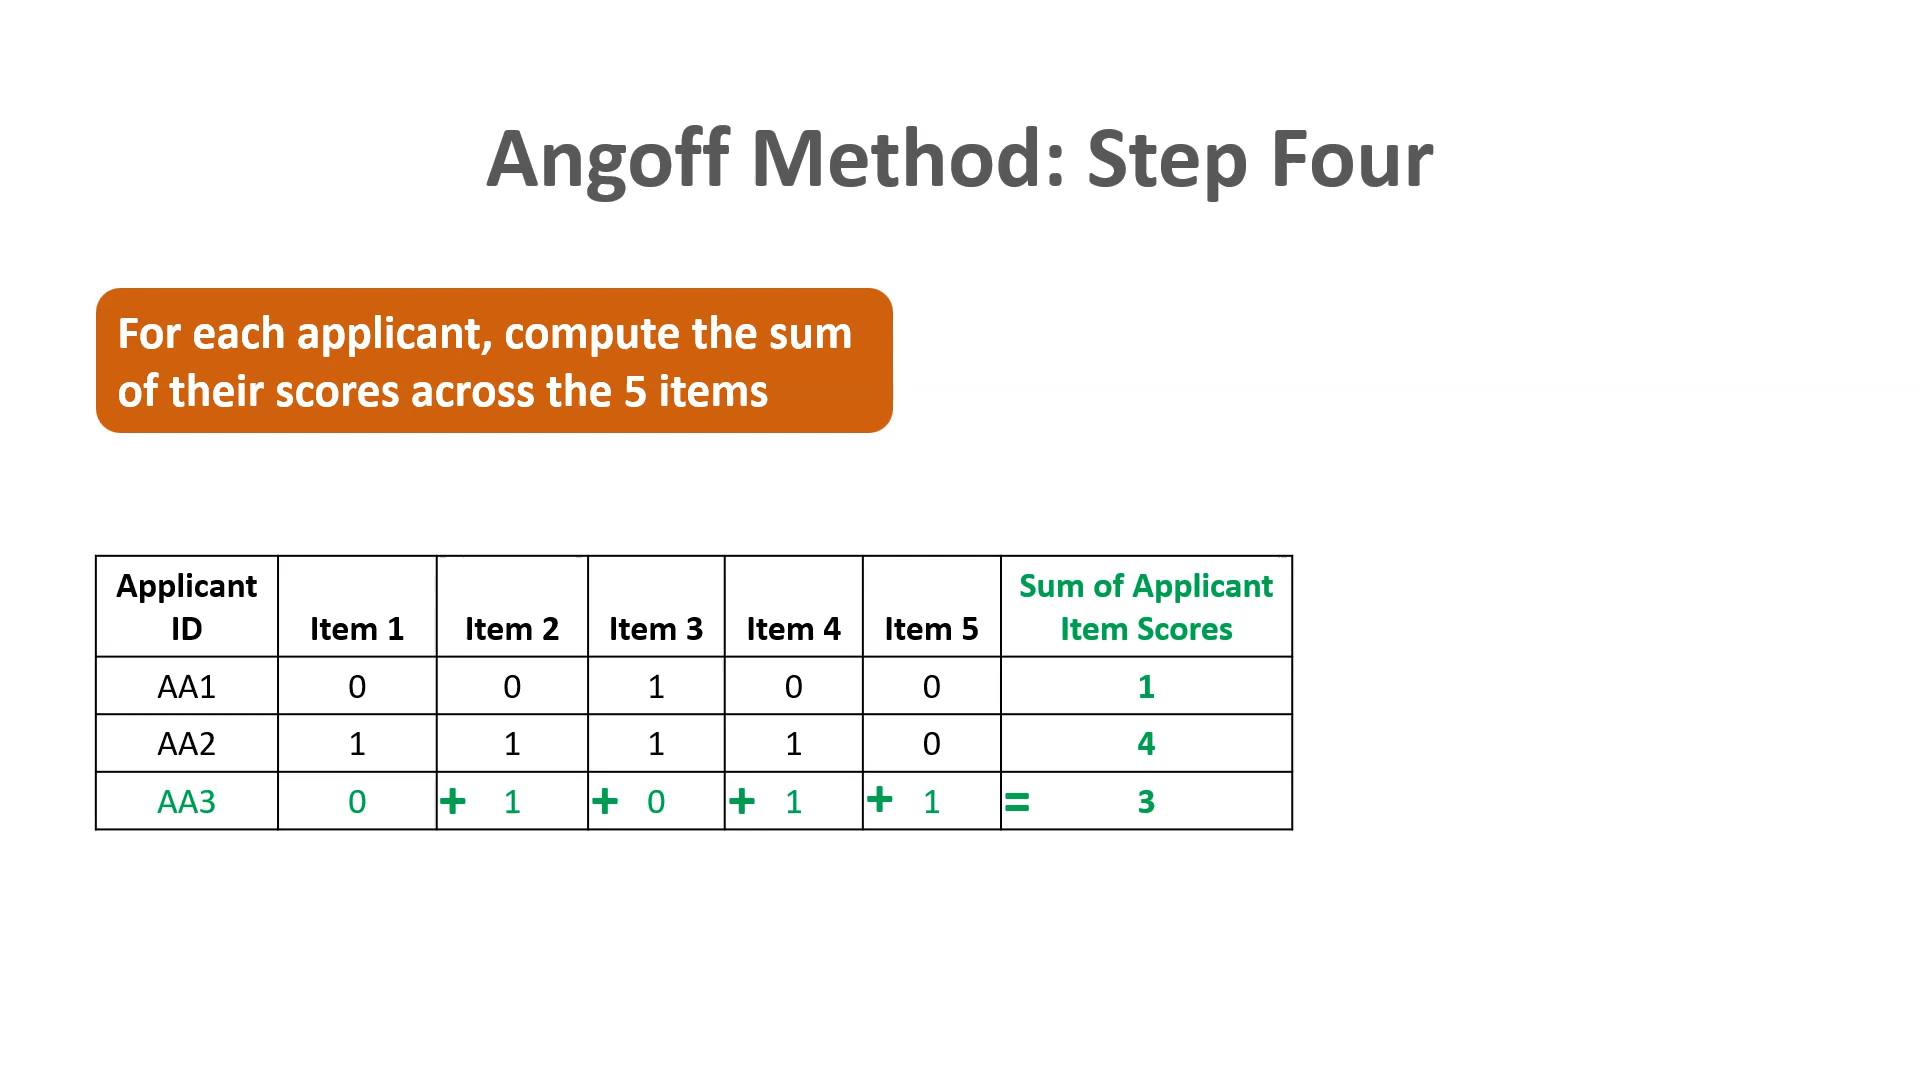 Angoff Method: Step Four
For each applicant, compute the sum
of their scores across the 5 items
Applicant ID Item 1 Item 2 Item 3 Item 4 Item 5 Sum of Applicant Item Scores
AA1 0 0 1 0 0 1
AA2 1 1 1 1 0 4
AA3 0 + 1 + 0 + 1 + 1 = 3